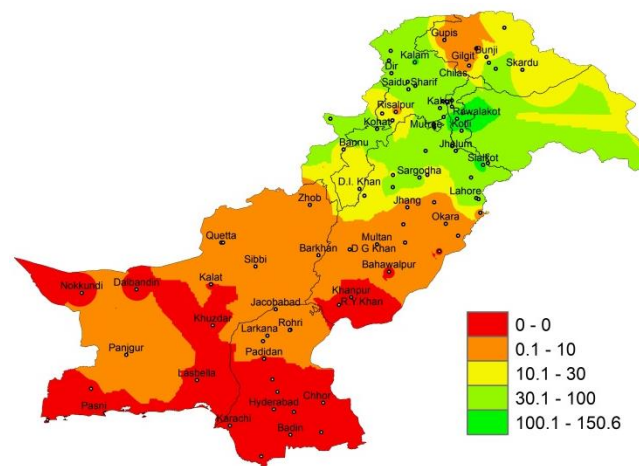 Gupis
Gilgit
Bunji
Kalam
Skardu
Dir
Chilas
Saidu Sharif
Risalpur
Kakul
Rawalakot
Kohat
Murree
Kotli
Bannu
Jhelum
Sialkot
Sargodha
D.I. Khan
Lahore
Zhob
Jhang
Okara
Quetta
Multan
Barkhan
D G Khan
Sibbi
Bahawalpur
Kalat
Dalbandin
Nokkundi
Khanpur
R Y Khan
Jacobabad
Khuzdar
Larkana
Rohri
Panjgur
Padidan
Lasbella
Pasni
Hyderabad
Chhor
Karachi
Badin
0 - 0
0.1 - 10
10.1 - 30
30.1 - 100
100.1 - 150.6